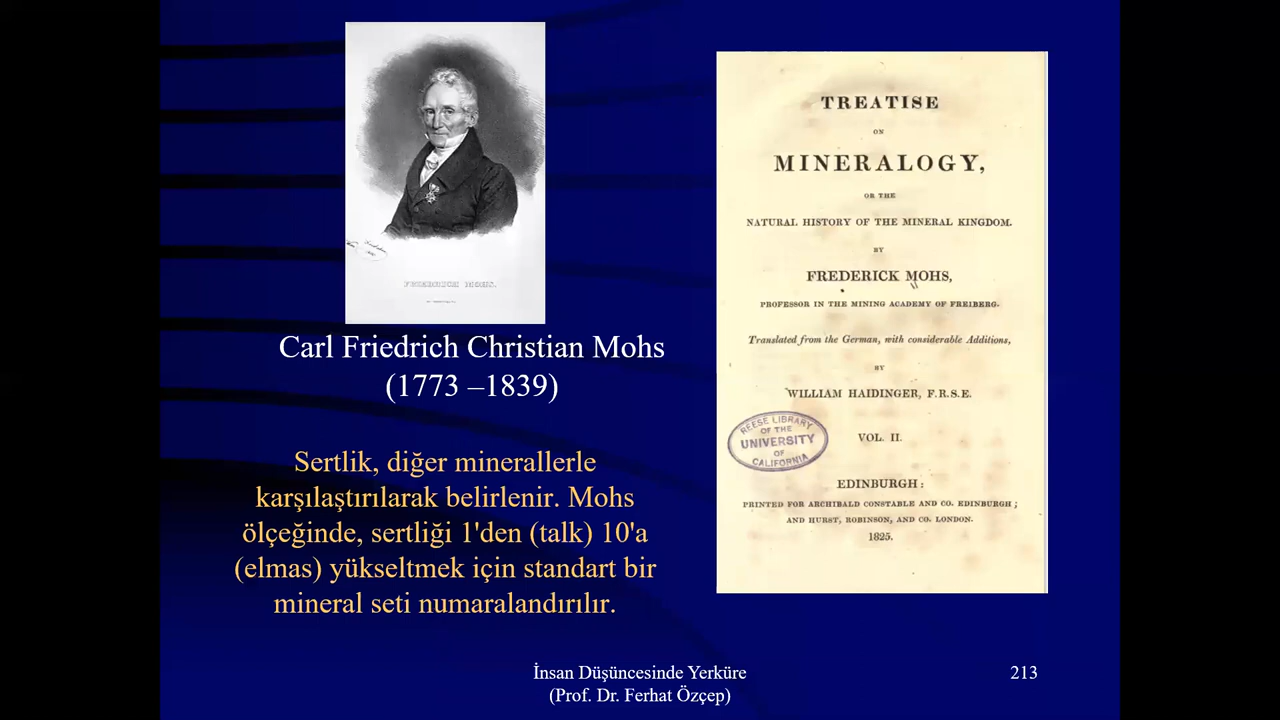 FRIEDRICH MOHS.
Carl Friedrich Christian Mohs
(1773 –1839)
Sertlik, diğer minerallerle
karşılaştırılarak belirlenir. Mohs
ölçeğinde, sertliği 1'den (talk) 10'a
(elmas) yükseltmek için standart bir
mineral seti numaralandırılır.
TREATISE
ON
MINERALOGY,
OR THE
NATURAL HISTORY OF THE MINERAL KINGDOM.
BY
FREDERICK MOHS,
PROFESSOR IN THE MINING ACADEMY OF FREIBERG.
Translated from the German, with considerable Additions,
BY
WILLIAM HAIDINGER, F.R.S.E.
VOL. II.
REESE LIBRARY
OF THE
UNIVERSITY
OF
CALIFORNIA
EDINBURGH:
PRINTED FOR ARCHIBALD CONSTABLE AND CO. EDINBURGH;
AND HURST, ROBINSON, AND CO. LONDON.
1825.
İnsan Düşüncesinde Yerküre
(Prof. Dr. Ferhat Özçep)
213